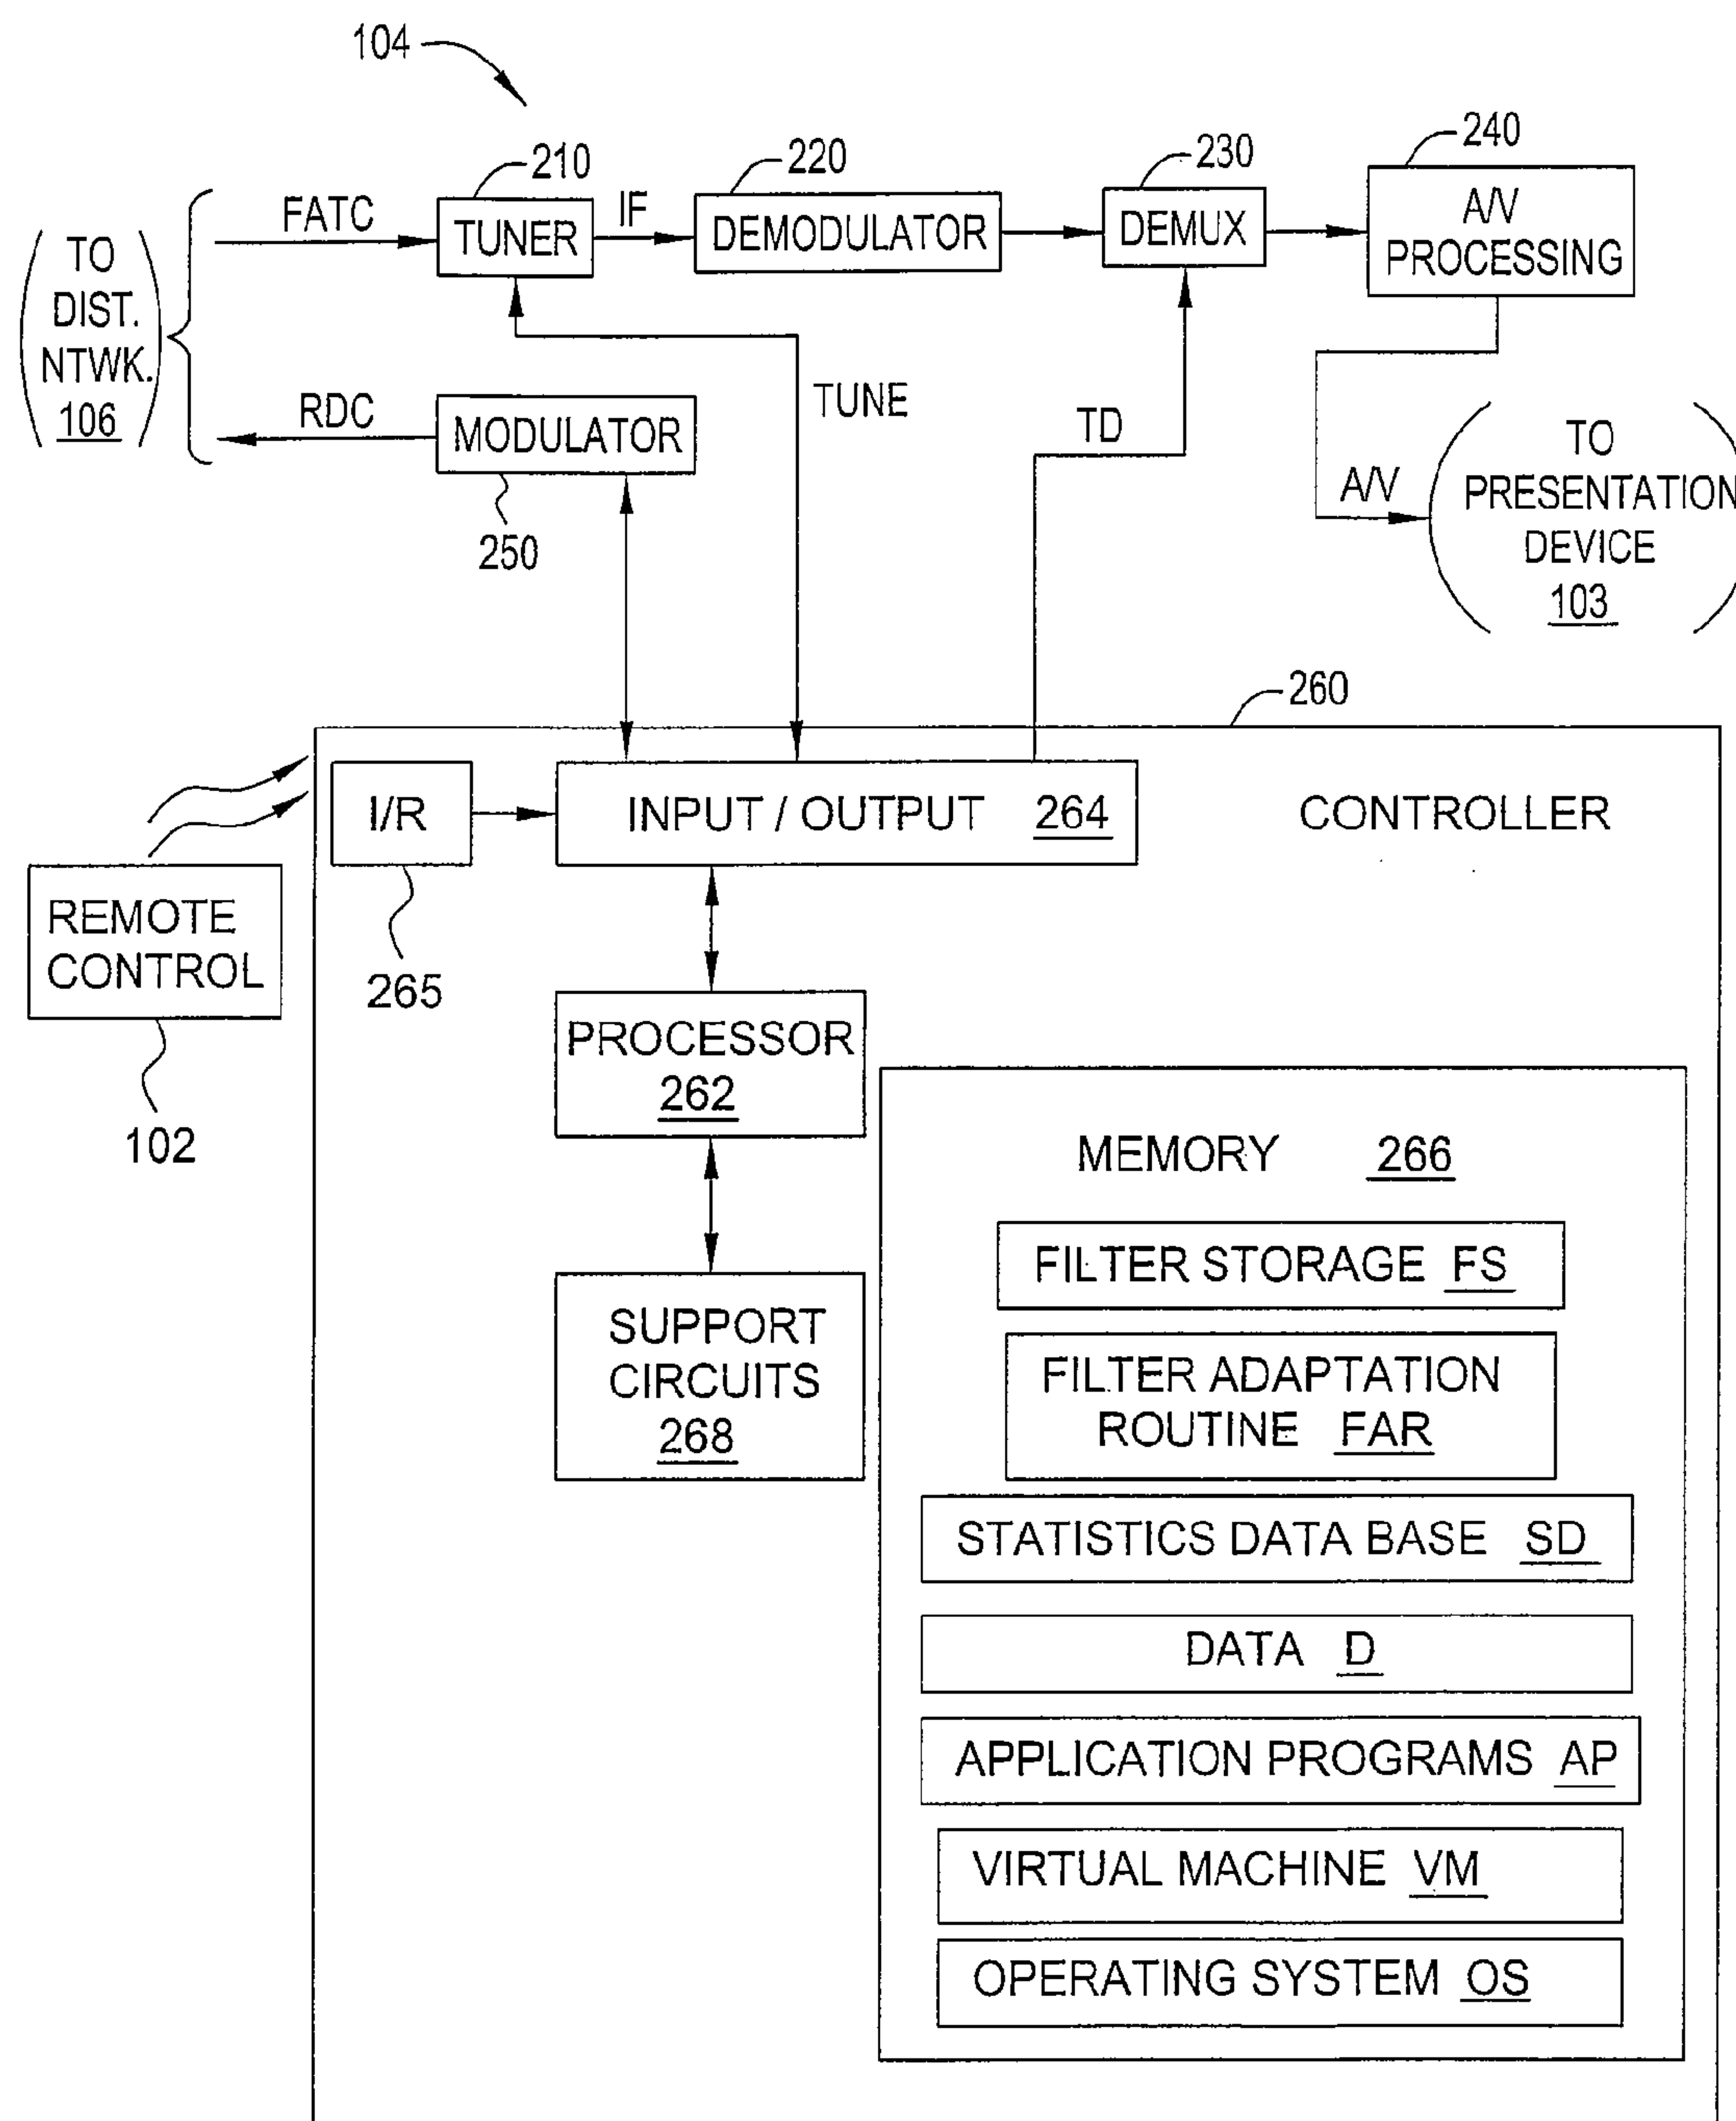 104
210
220
230
240
FATC
TUNER
IF
DEMODULATOR
DEMUX
A/V
PROCESSING
TO
DIST.
NTWK.
106
RDC
MODULATOR
250
TUNE
TD
A/V
TO
PRESENTATION
DEVICE
103
260
I/R
265
INPUT / OUTPUT 264
CONTROLLER
REMOTE
CONTROL
102
PROCESSOR
262
SUPPORT
CIRCUITS
268
MEMORY 266
FILTER STORAGE FS
FILTER ADAPTATION
ROUTINE FAR
STATISTICS DATA BASE SD
DATA D
APPLICATION PROGRAMS AP
VIRTUAL MACHINE VM
OPERATING SYSTEM OS